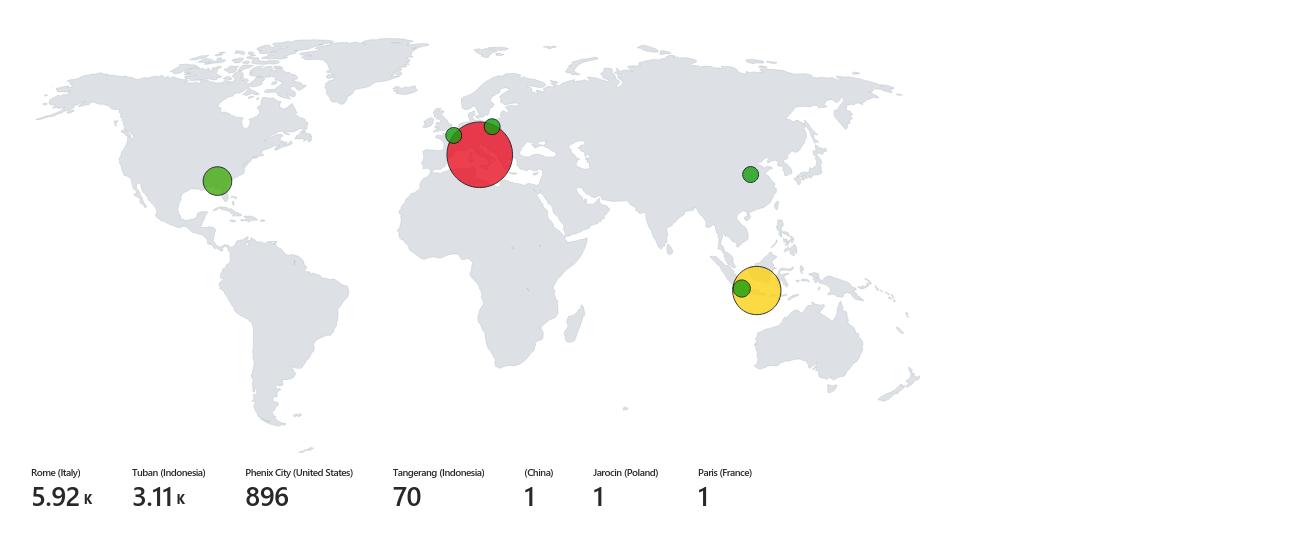 Rome (Italy) Tuban (Indonesia) Phenix City (United States) Tangerang (Indonesia) (China) Jarocin (Poland) Paris (France)
5.92 K 3.11 K 896 70 1 1 1